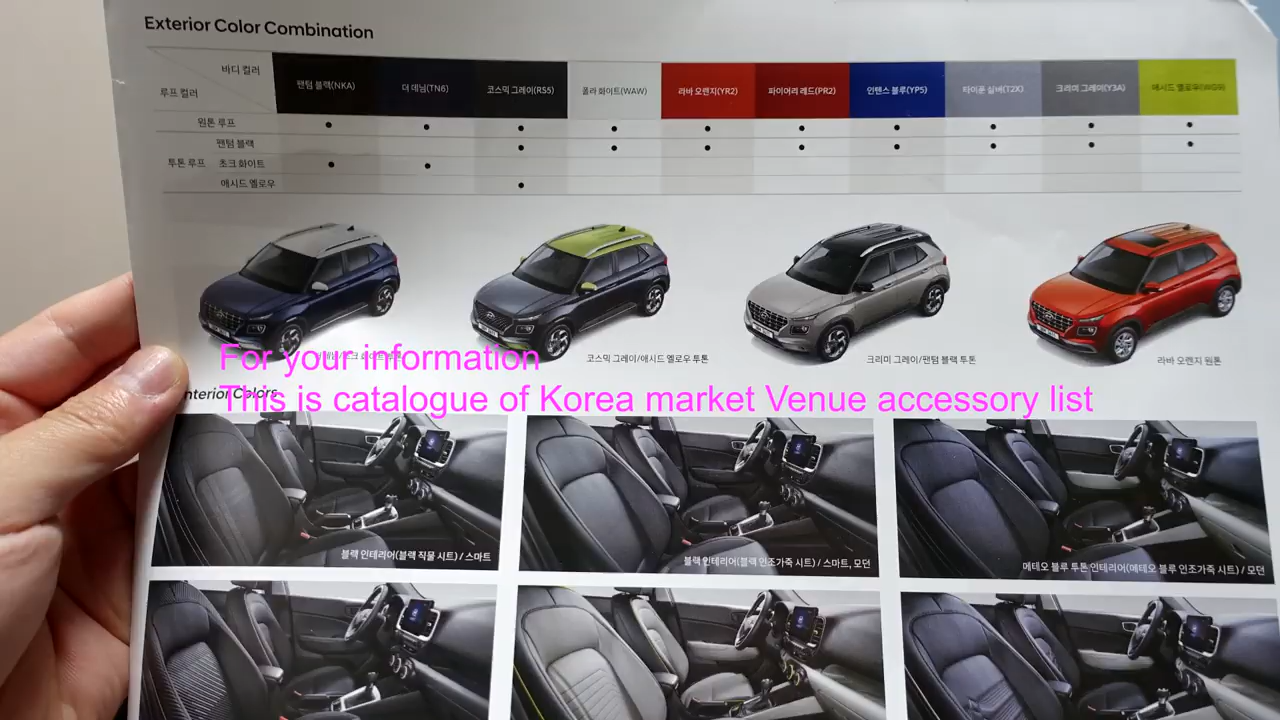 Exterior Color Combination
바디 컬러
루프 컬러
팬텀 블랙(NKA)
더 데님(TN6)
코스믹 그레이(RS5)
폴라 화이트(WAW)
라바 오렌지(YR2)
파이어리 레드(PR2)
인텐스 블루(YP5)
타이푼 실버(T2X)
크리미 그레이(Y3A)
애시드 옐로우
원톤 루프
팬텀 블랙
투톤 루프
초크 화이트
애시드 옐로우
코스믹 그레이/애시드 옐로우 투톤
크리미 그레이/팬텀 블랙 투톤
라바 오렌지 원톤
For your information
This is catalogue of Korea market Venue accessory list
Colors
블랙 인테리어(블랙 직물 시트) / 스마트
블랙 인테리어(블랙 인조가죽 시트) / 스마트, 모던
메테오 블루 투톤 인테리어(메테오 블루 인조가죽 시트) / 모던